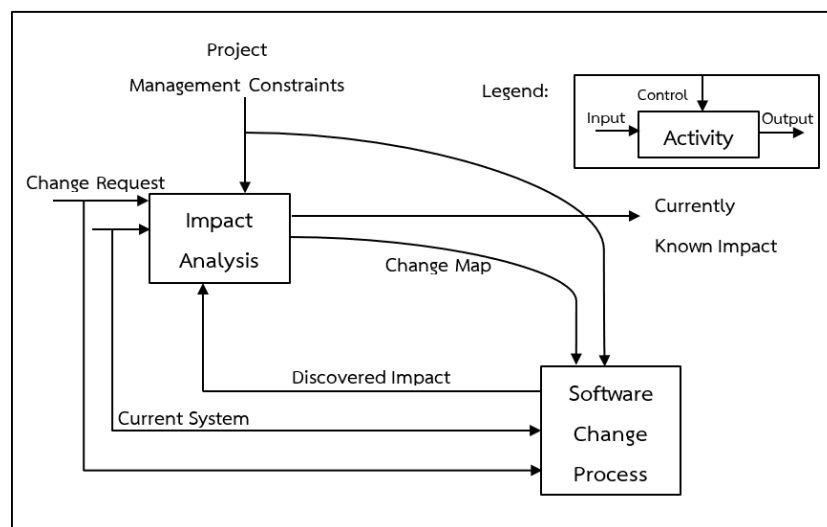 Project
Management Constraints
Legend:
Control
Input
Output
Activity
Change Request
Impact
Analysis
Currently
Known Impact
Change Map
Discovered Impact
Software
Change
Process
Current System